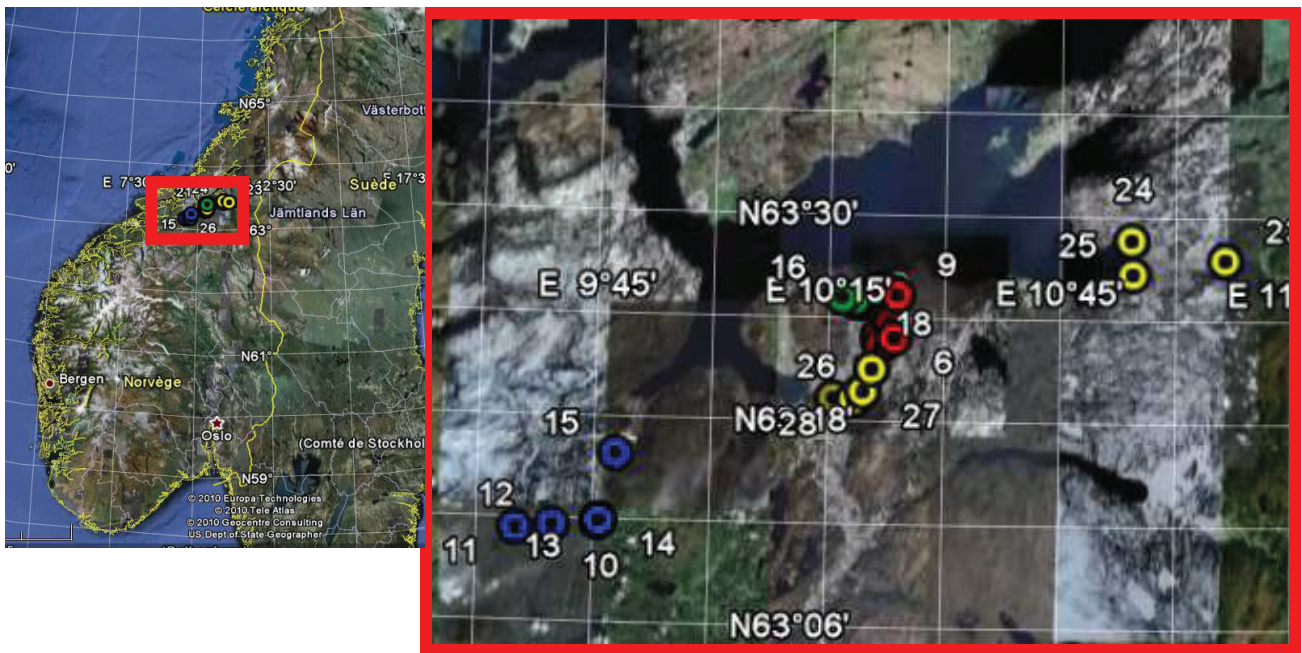 Cercle arctique
N65°
Västerbott
0'
E 7°30
2124
23
12°30'
Suède
E 17°3
15
26
63°
Jämtlands Län
N61°
Bergen
Norvège
Oslo
(Comté de Stockhol
N59°
© 2010 Europa Technologies
© 2010 Tele Atlas
© 2010 Geocentre Consulting
US Dept of State Geographer
24
N63°30'
25
2
16
9
E 9°45'
E 10°15'
E 10°45'
E 11
18
26
6
N63°18'
28
27
15
12
11
13
10
14
N63°06'